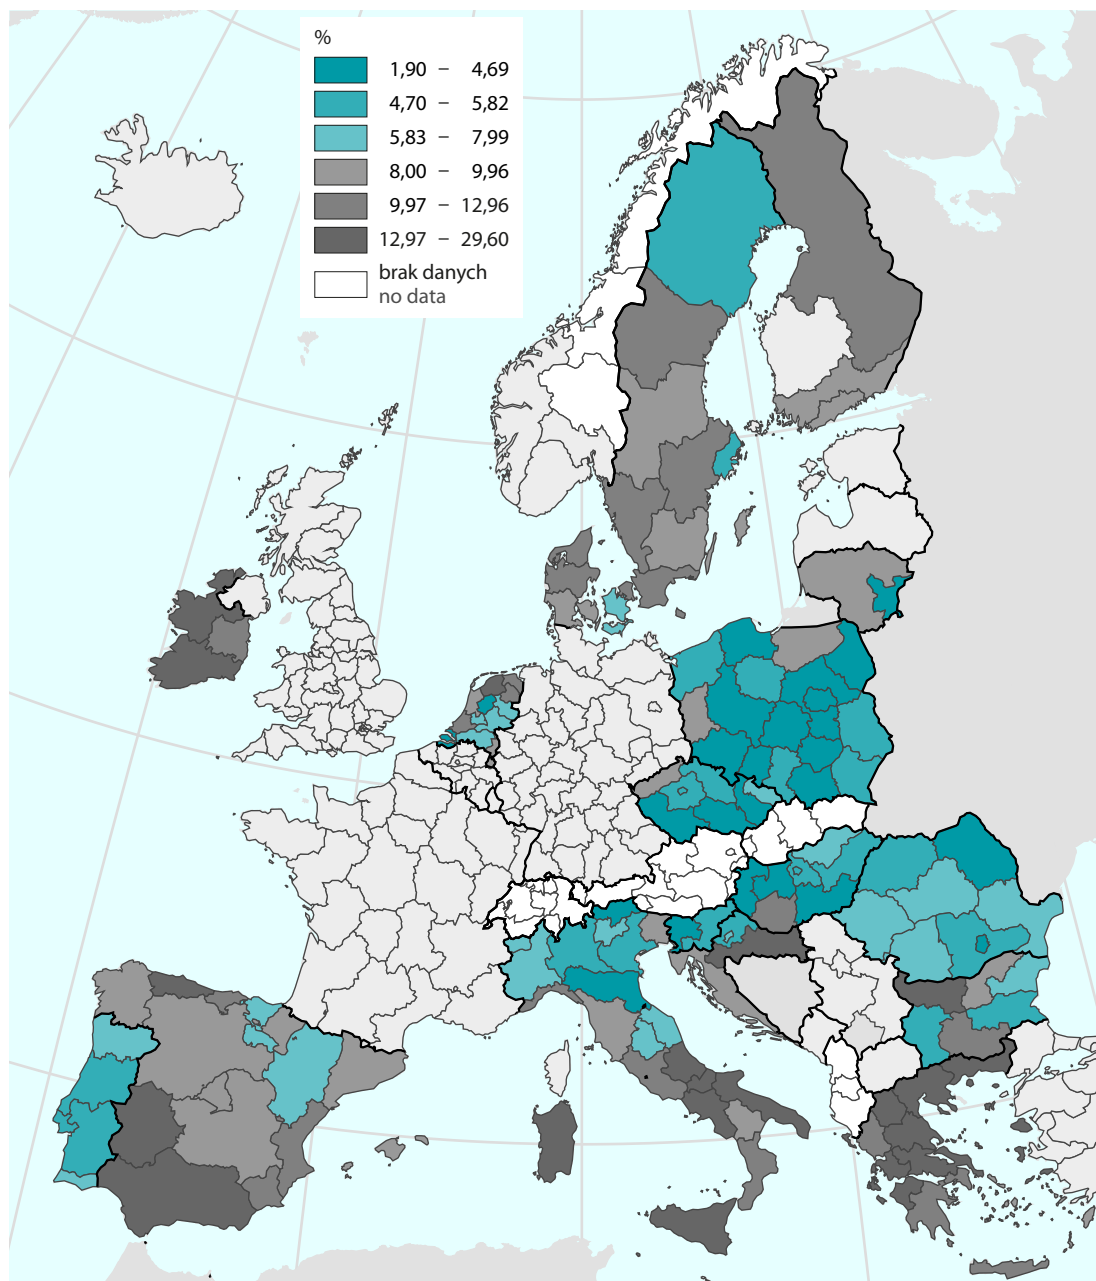 %
1,90 – 4,69
4,70 – 5,82
5,83 – 7,99
8,00 – 9,96
9,97 – 12,96
12,97 – 29,60
brak danych
no data